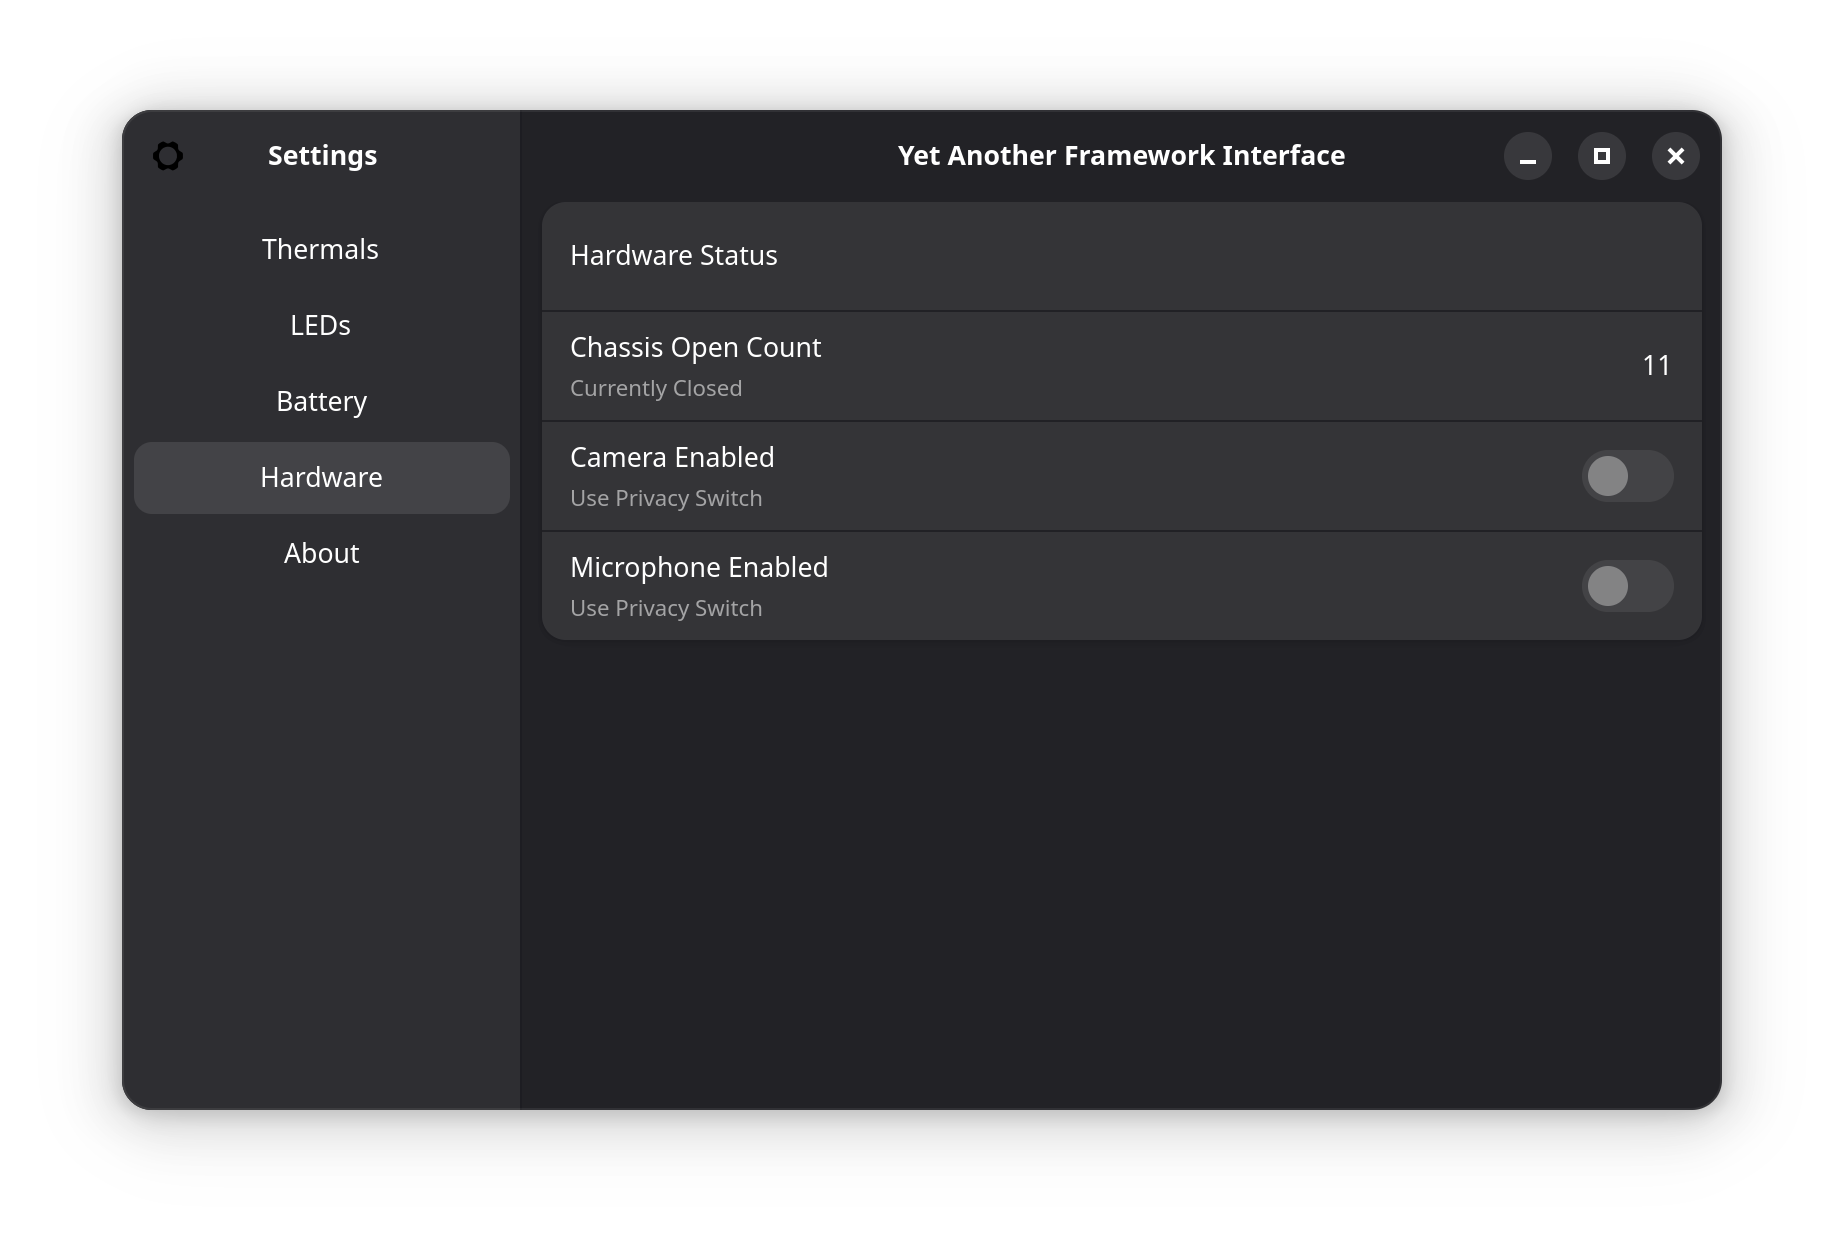 Settings
Yet Another Framework Interface
Thermals
LEDs
Battery
Hardware
About
Hardware Status
Chassis Open Count
Currently Closed
11
Camera Enabled
Use Privacy Switch
Microphone Enabled
Use Privacy Switch